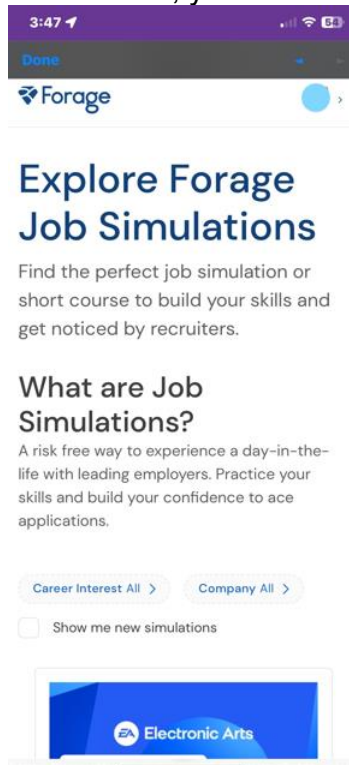 3:47
54
Done
Forage
Explore Forage
Job Simulations
Find the perfect job simulation or
short course to build your skills and
get noticed by recruiters.
What are Job
Simulations?
A risk free way to experience a day-in-the-
life with leading employers. Practice your
skills and build your confidence to ace
applications.
Career Interest All > Company All >
Show me new simulations
EA Electronic Arts